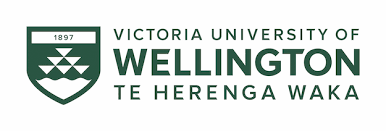 1897
VICTORIA UNIVERSITY OF
WELLINGTON
TE HERENGA WAKA